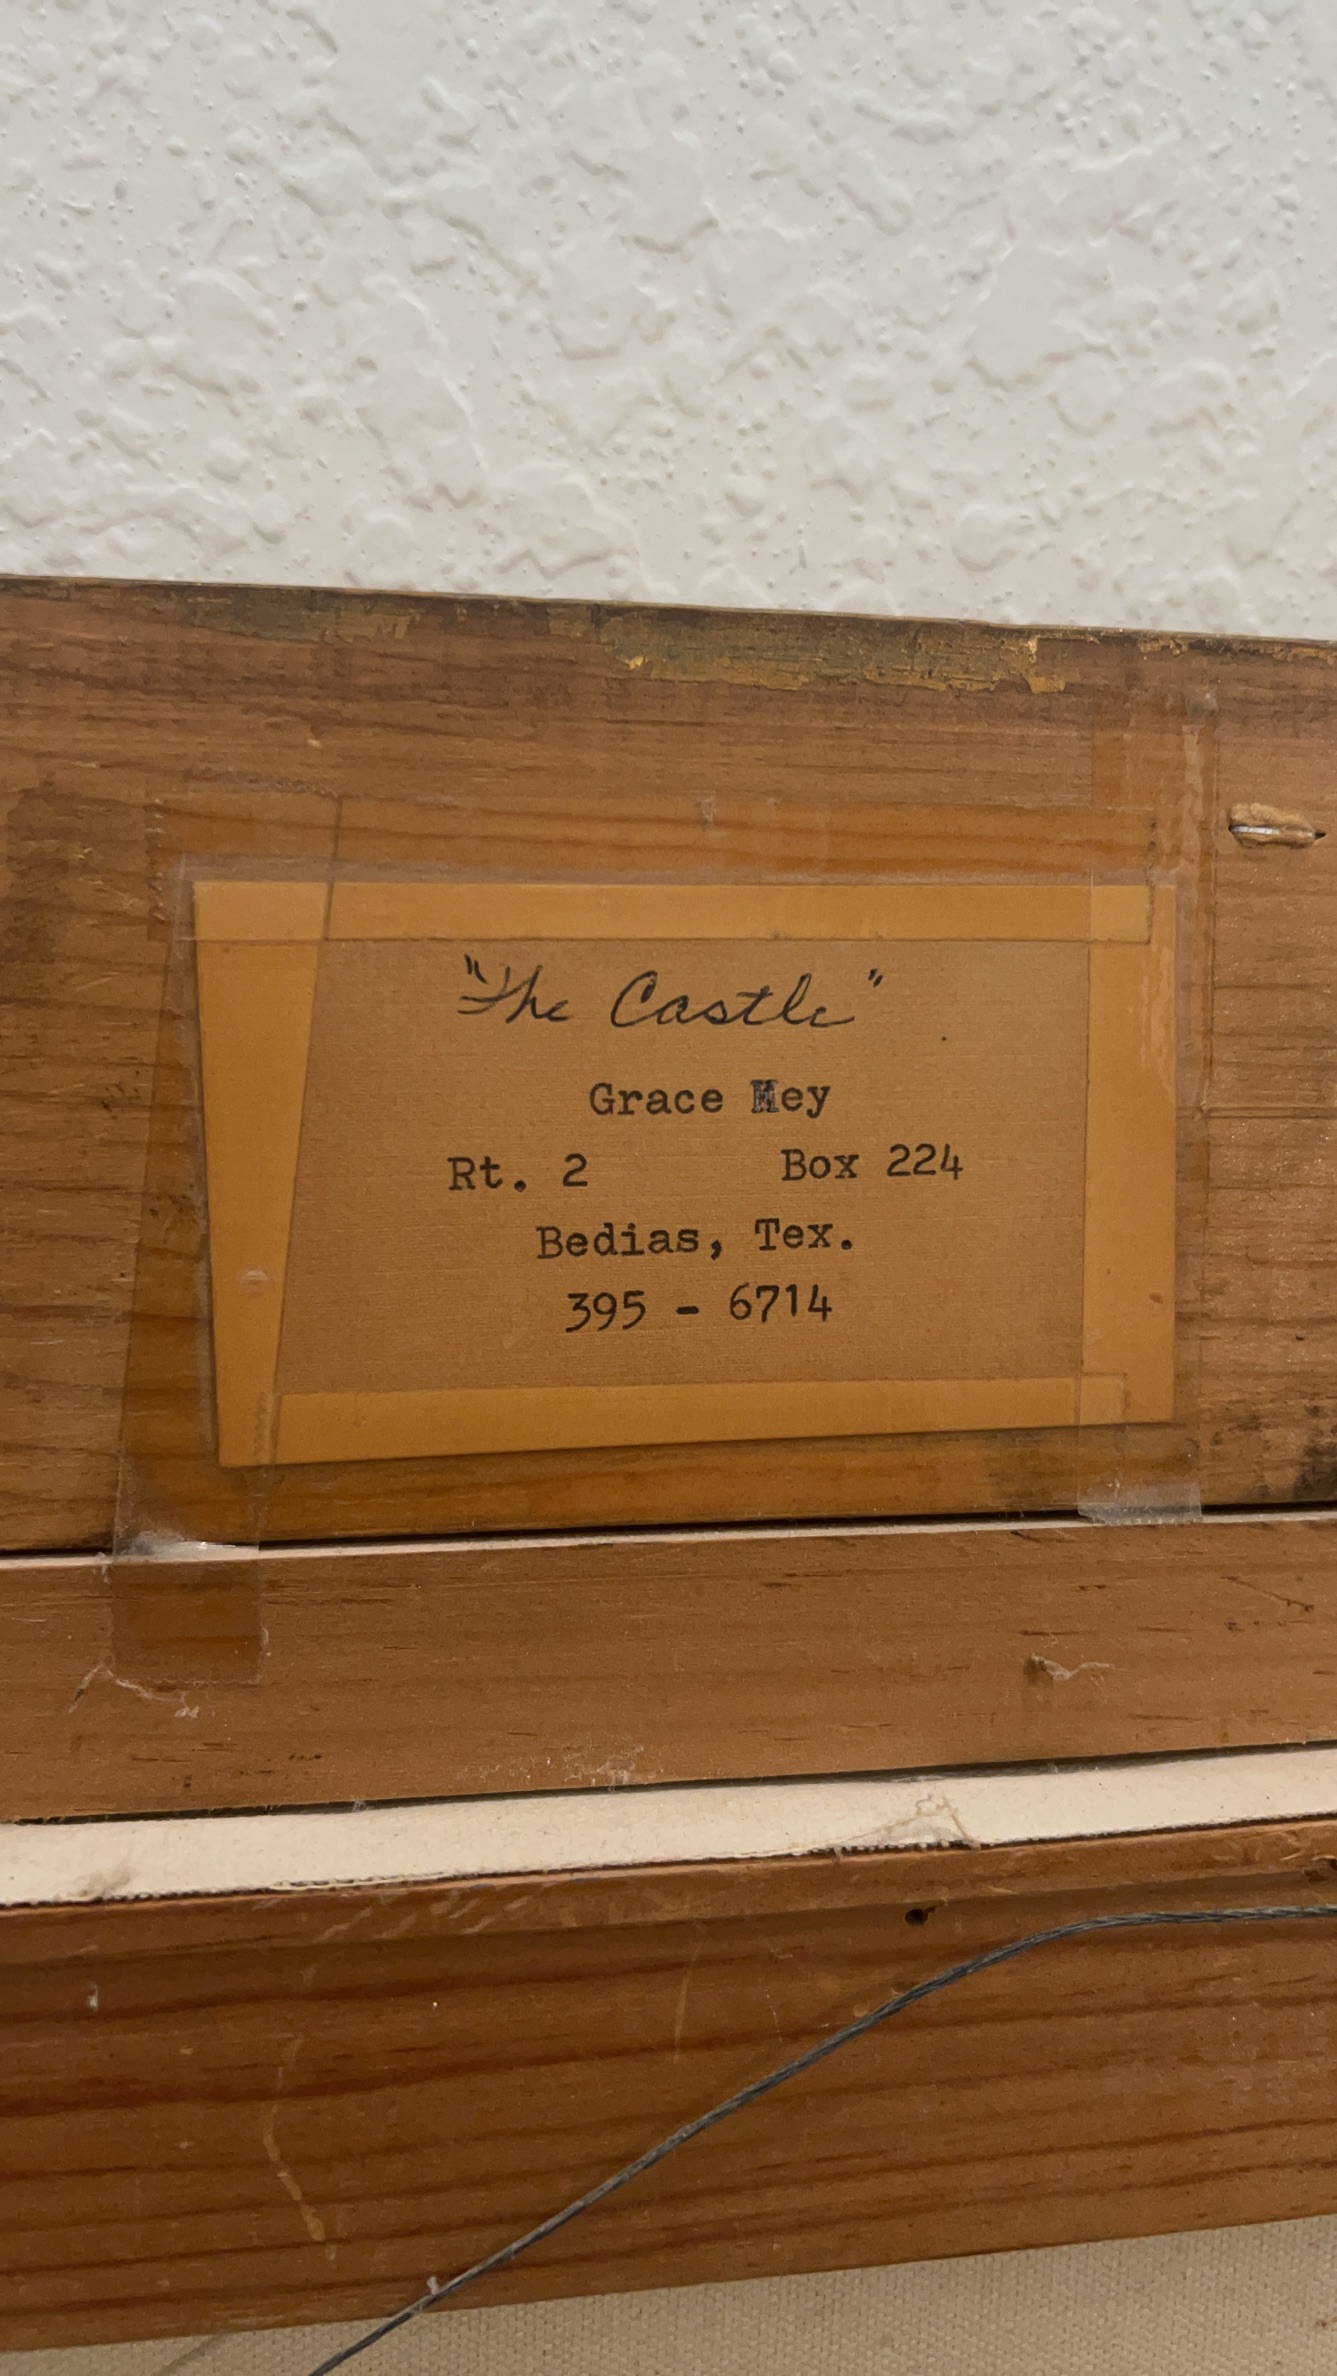 "The Castle"
Grace Hey
Rt. 2 Box 224
Bedias, Tex.
395 - 6714